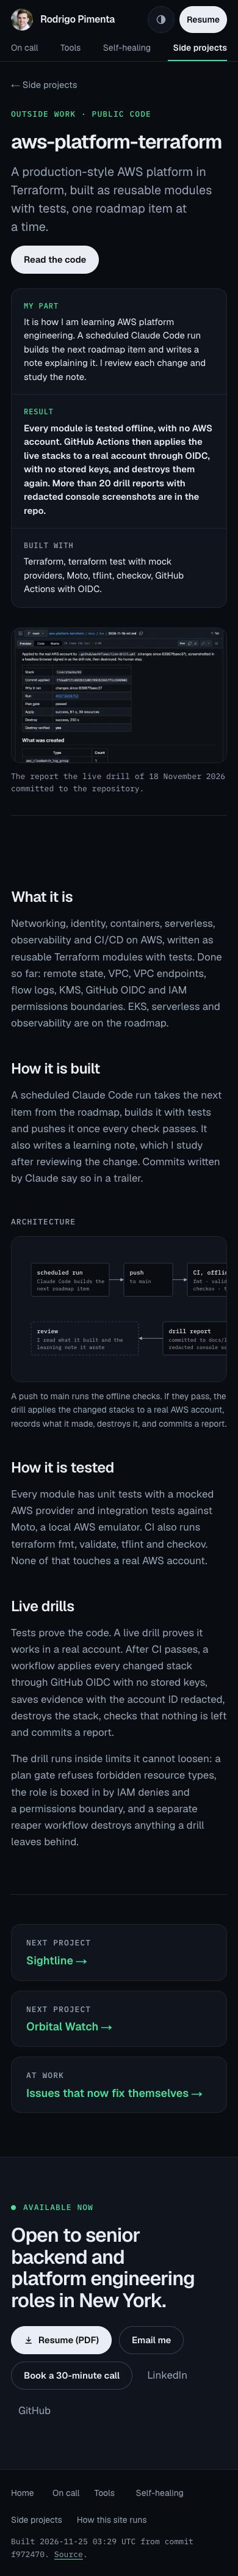 Rodrigo Pimenta
Resume
On call
Tools
Self-healing
Side projects
← Side projects
OUTSIDE WORK · PUBLIC CODE
aws-platform-terraform
A production-style AWS platform in
Terraform, built as reusable modules
with tests, one roadmap item at
a time.
Read the code
MY PART
It is how I am learning AWS platform
engineering. A scheduled Claude Code run
builds the next roadmap item and writes a
note explaining it. I review each change and
study the note.
RESULT
Every module is tested offline, with no AWS
account. GitHub Actions then applies the
live stacks to a real account through OIDC,
with no stored keys, and destroys them
again. More than 20 drill reports with
redacted console screenshots are in the
repo.
BUILT WITH
Terraform, terraform test with mock
providers, Moto, tflint, checkov, GitHub
Actions with OIDC.
What was created
The report the live drill of 18 November 2026
committed to the repository.
What it is
Networking, identity, containers, serverless,
observability and CI/CD on AWS, written as
reusable Terraform modules with tests. Done
so far: remote state, VPC, VPC endpoints,
flow logs, KMS, GitHub OIDC and IAM
permissions boundaries. EKS, serverless and
observability are on the roadmap.
How it is built
A scheduled Claude Code run takes the next
item from the roadmap, builds it with tests
and pushes it once every check passes. It
also writes a learning note, which I study
after reviewing the change. Commits written
by Claude say so in a trailer.
ARCHITECTURE
scheduled run
Claude Code builds the
next roadmap item
push
to main
CI, offlin
fmt · valid
checkov · t
review
I read what it built and the
learning note it wrote
drill report
committed to docs/l
redacted console sc
A push to main runs the offline checks. If they pass, the
drill applies the changed stacks to a real AWS account,
records what it made, destroys it, and commits a report.
How it is tested
Every module has unit tests with a mocked
AWS provider and integration tests against
Moto, a local AWS emulator. CI also runs
terraform fmt, validate, tflint and checkov.
None of that touches a real AWS account.
Live drills
Tests prove the code. A live drill proves it
works in a real account. After CI passes, a
workflow applies every changed stack
through GitHub OIDC with no stored keys,
saves evidence with the account ID redacted,
destroys the stack, checks that nothing is left
and commits a report.
The drill runs inside limits it cannot loosen: a
plan gate refuses forbidden resource types,
the role is boxed in by IAM denies and
a permissions boundary, and a separate
reaper workflow destroys anything a drill
leaves behind.
NEXT PROJECT
Sightline →
NEXT PROJECT
Orbital Watch →
AT WORK
Issues that now fix themselves →
AVAILABLE NOW
Open to senior
backend and
platform engineering
roles in New York.
Resume (PDF)
Email me
Book a 30-minute call
LinkedIn
GitHub
Home
On call
Tools
Self-healing
Side projects
How this site runs
Built 2026-11-25 03:29 UTC from commit
f972470. Source.